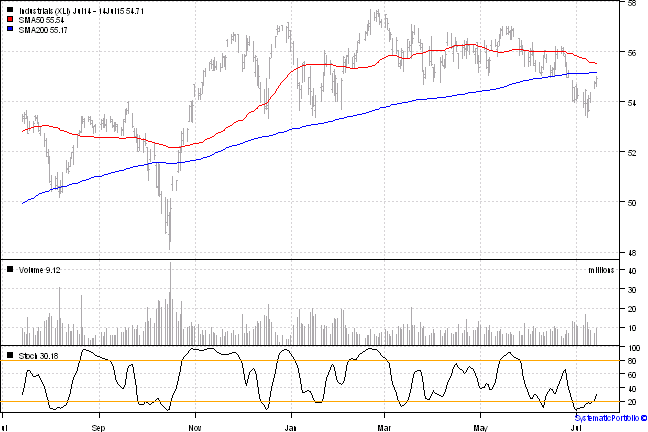 Industrials (XLI) Jul14 - 14Jul15 54.71
SMA50 55.54
SMA200 55.17
58
56
54
52
50
48
Volume 9.12
millions
40
30
20
10
Stoch 30.18
100
80
60
40
20
ul
Sep
Nov
Jan
Mar
May
Jul
SystematicPortfolio ©